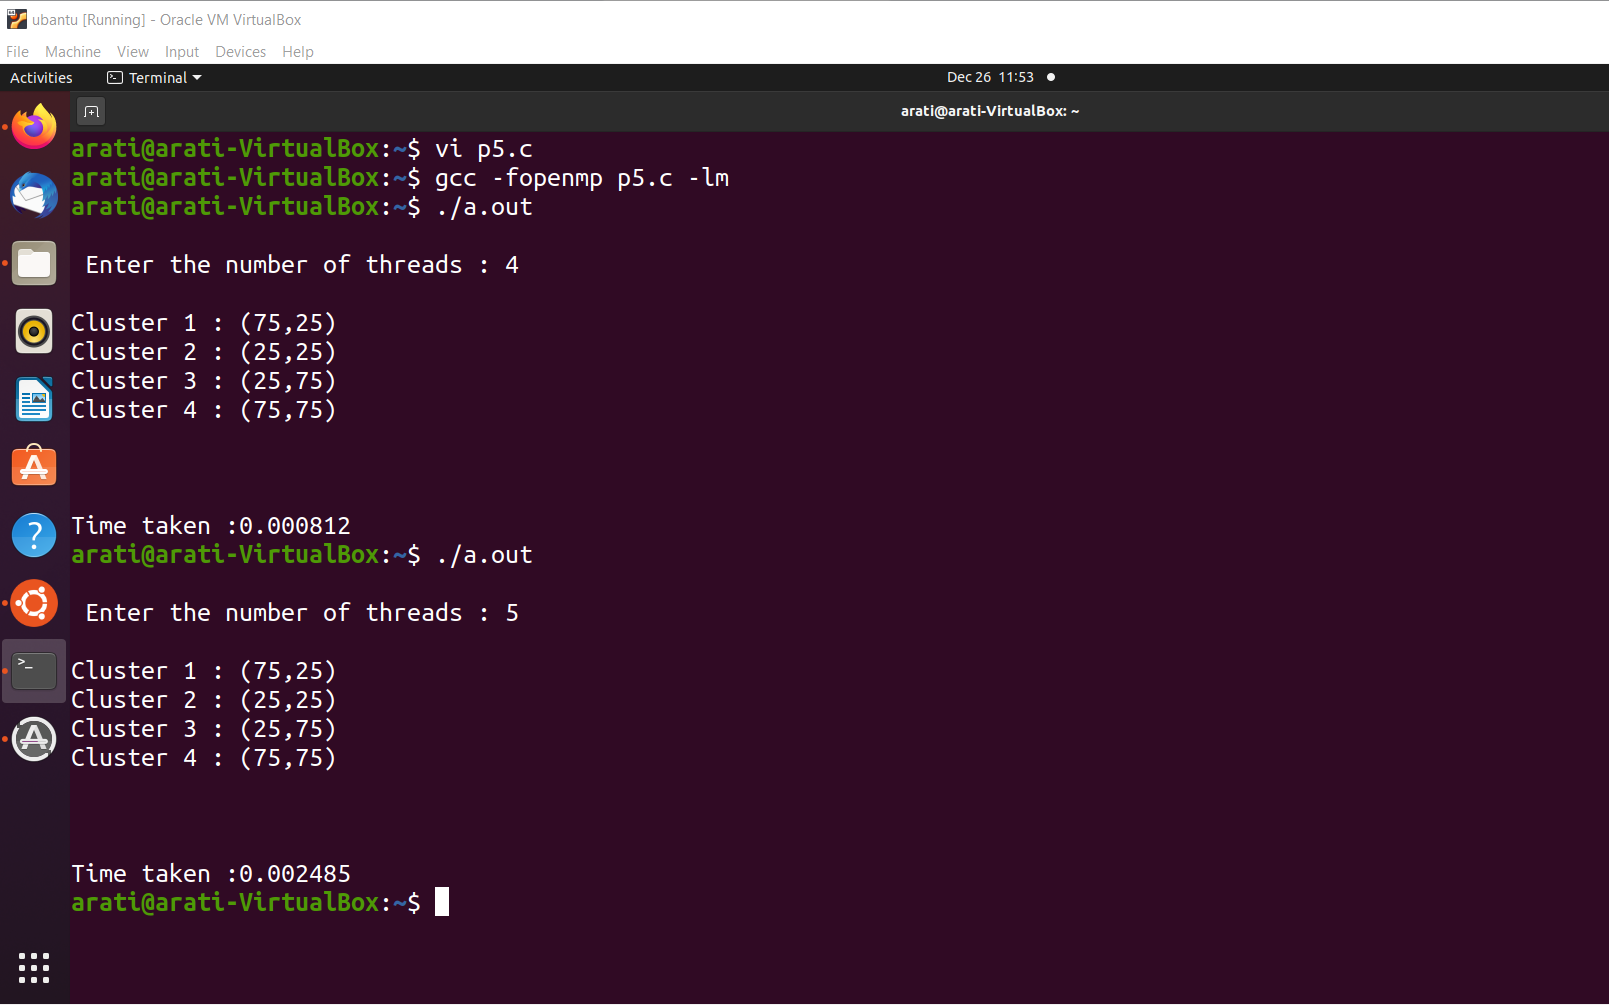 ubantu [Running] - Oracle VM VirtualBox
File Machine View Input Devices Help
Activities Terminal Dec 26 11:53
arati@arati-VirtualBox: ~
arati@arati-VirtualBox:~$ vi p5.c
arati@arati-VirtualBox:~$ gcc -fopenmp p5.c -lm
arati@arati-VirtualBox:~$ ./a.out
Enter the number of threads : 4
Cluster 1 : (75,25)
Cluster 2 : (25,25)
Cluster 3 : (25,75)
Cluster 4 : (75,75)
Time taken :0.000812
arati@arati-VirtualBox:~$ ./a.out
Enter the number of threads : 5
Cluster 1 : (75,25)
Cluster 2 : (25,25)
Cluster 3 : (25,75)
Cluster 4 : (75,75)
Time taken :0.002485
arati@arati-VirtualBox:~$